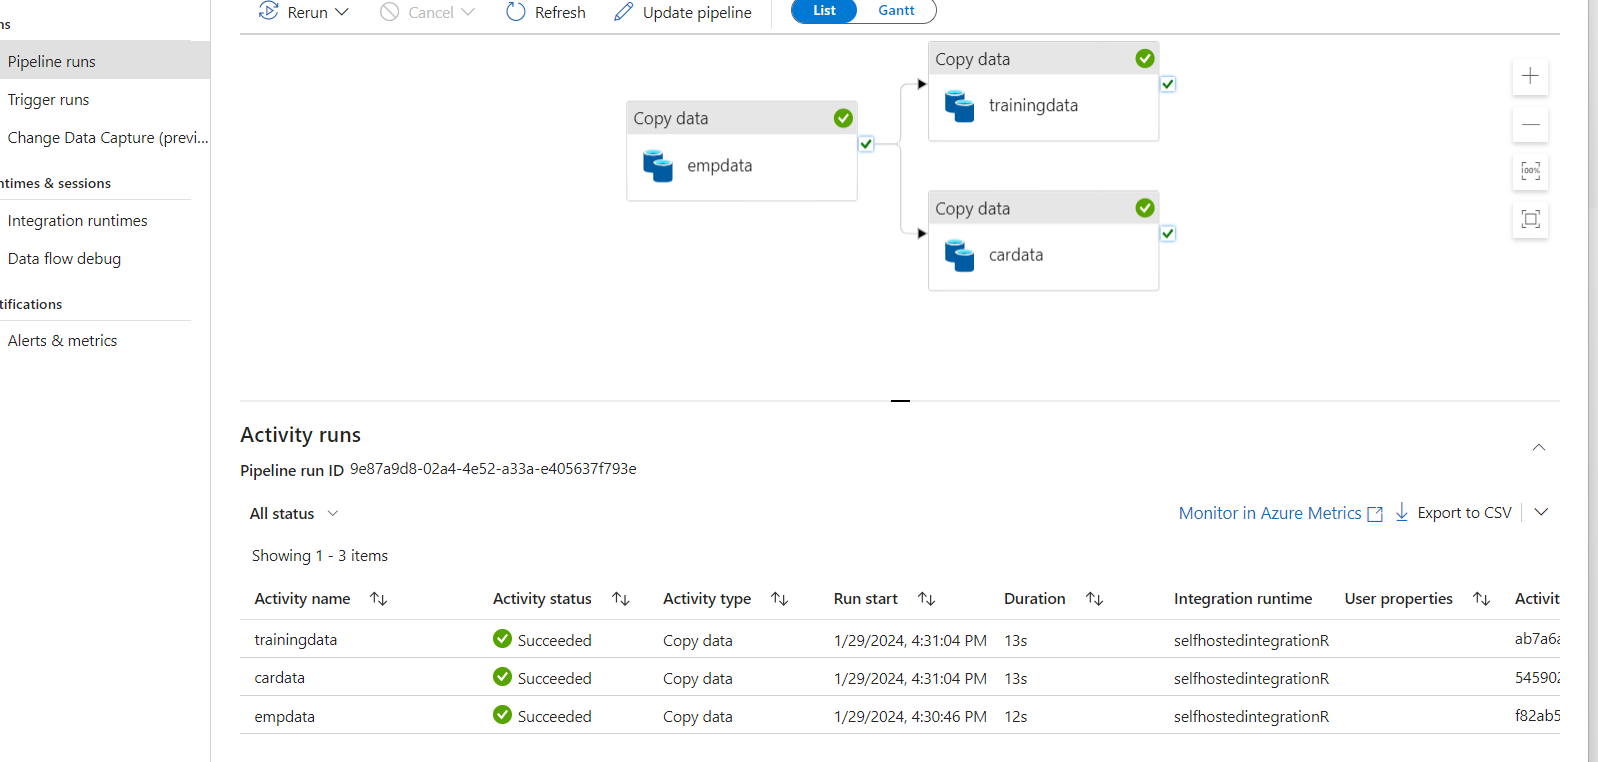 Rerun Cancel Refresh Update pipeline List Gantt
ns
Pipeline runs
Trigger runs
Change Data Capture (previ...
ntimes & sessions
Integration runtimes
Data flow debug
tifications
Alerts & metrics
Copy data
empdata
Copy data
trainingdata
Copy data
cardata
100%
Activity runs
Pipeline run ID 9e87a9d8-02a4-4e52-a33a-e405637f793e
All status
Monitor in Azure Metrics Export to CSV
Showing 1 - 3 items
Activity name Activity status Activity type Run start Duration Integration runtime User properties Activit
trainingdata Succeeded Copy data 1/29/2024, 4:31:04 PM 13s selfhostedintegrationR ab7a6a
cardata Succeeded Copy data 1/29/2024, 4:31:04 PM 13s selfhostedintegrationR 545902
empdata Succeeded Copy data 1/29/2024, 4:30:46 PM 12s selfhostedintegrationR f82ab5